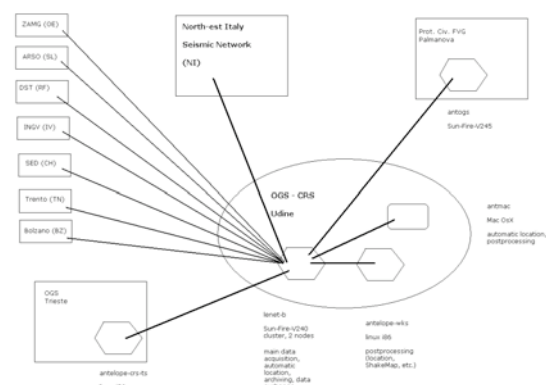 ZAMG (OE)
ARSO (SL)
DST (RF)
INGV (IV)
SED (CH)
Trento (TN)
Bolzano (BZ)
North-est Italy
Seismic Network
(NI)
Prot. Civ. FVG
Palmanova
antogs
Sun-Fire-V245
OGS - CRS
Udine
antmac
Mac OsX
automatic location,
postprocessing
OGS
Trieste
antelope-crs-ts
lenet-b
Sun-Fire-V240
cluster, 2 nodes
main data
acquisition,
automatic
location,
archiving, data
antelope-wks
linux i86
postprocessing
(location,
ShakeMap, etc.)